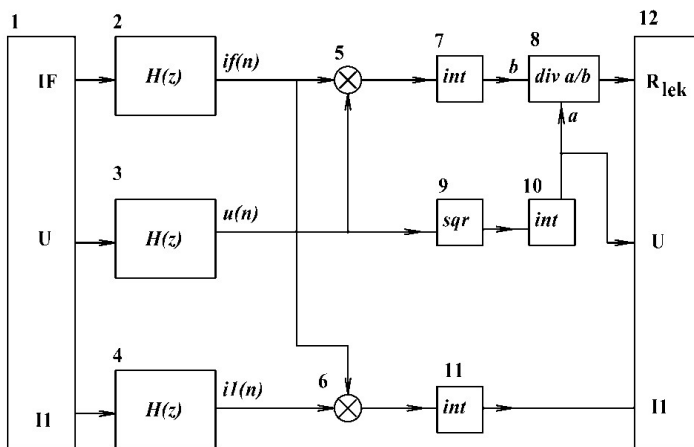 1
2
12
IF
H(z)
if(n)
5
7
int
b
8
div a/b
a
R_lek
3
U
H(z)
u(n)
9
sqr
10
int
U
4
I1
H(z)
i1(n)
6
11
int
I1